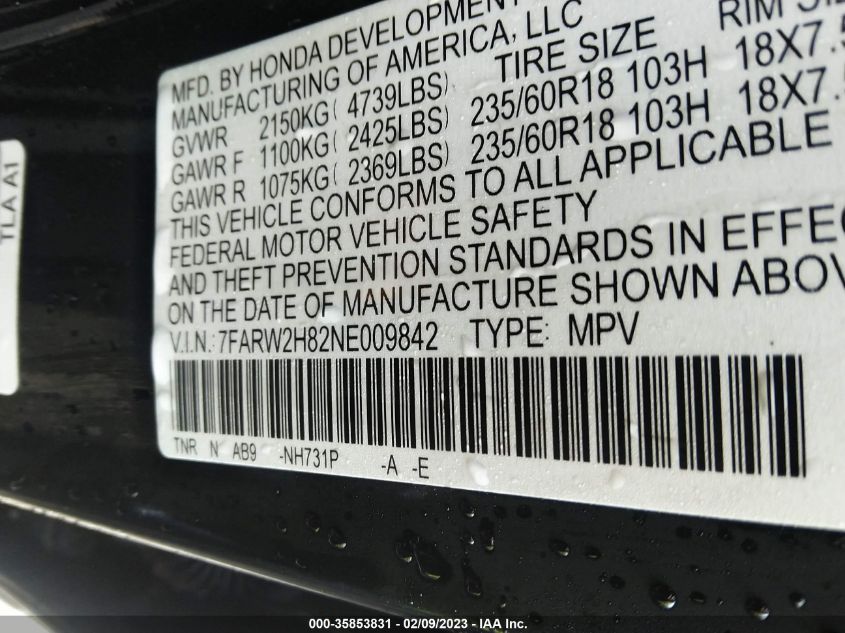 MFD. BY HONDA DEVELOPMENT
MANUFACTURING OF AMERICA, LLC
TIRE SIZE RIM
GVWR 2150KG( 4739LBS)
GAWR F 1100KG( 2425LBS) 235/60R18 103H 18X7.5
GAWR R 1075KG( 2369LBS) 235/60R18 103H 18X7.5
THIS VEHICLE CONFORMS TO ALL APPLICABLE
FEDERAL MOTOR VEHICLE SAFETY
AND THEFT PREVENTION STANDARDS IN EFFE
ON THE DATE OF MANUFACTURE SHOWN ABOV
V.I.N.: 7FARW2H82NE009842 TYPE: MPV
TNR N AB9 -NH731P -A -E
TLA A1
000-35853831 - 02/09/2023 - IAA Inc.